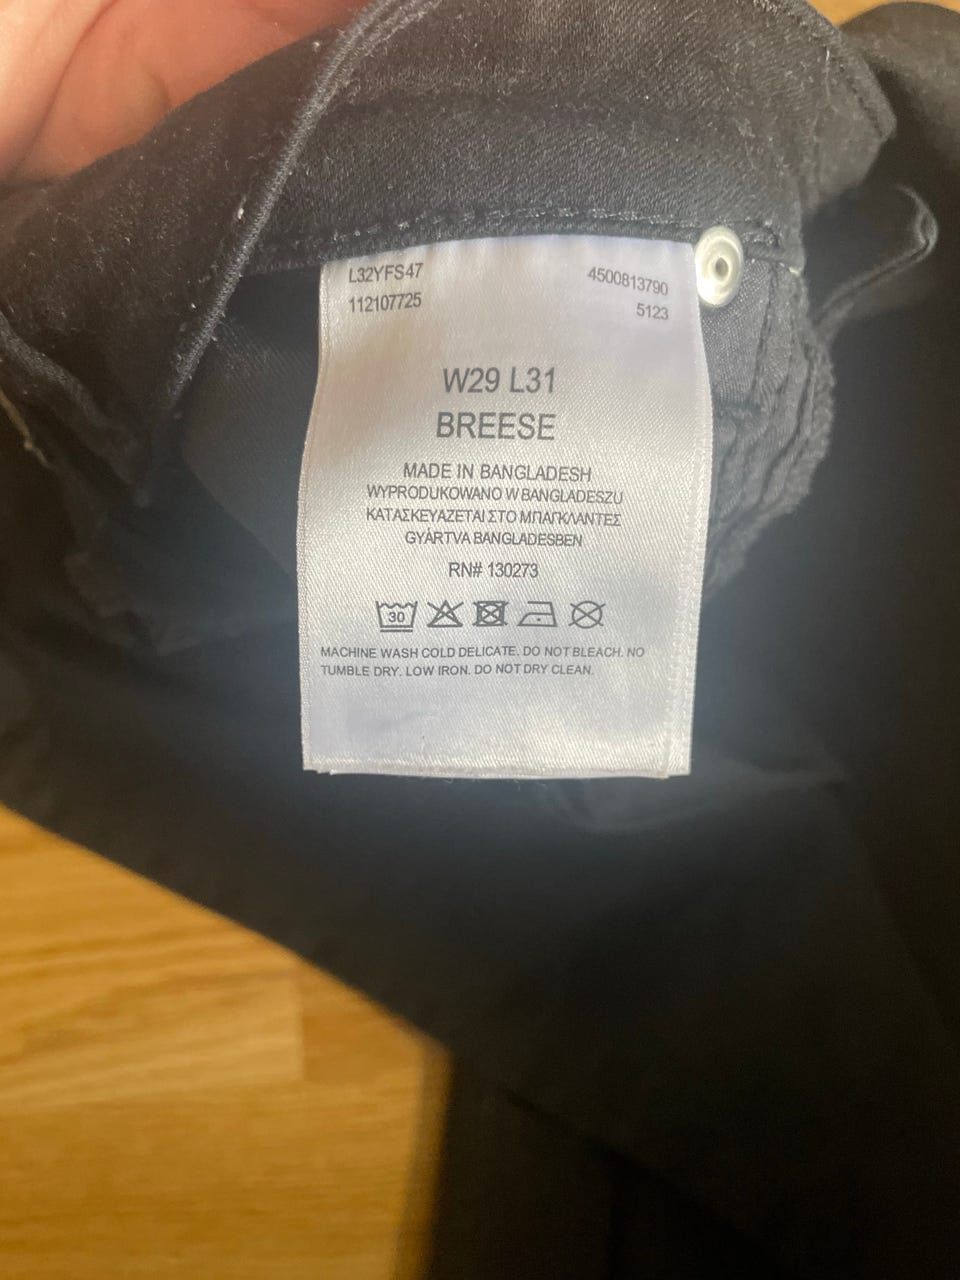 L32YFS47
112107725
4500813790
5123
W29 L31
BREESE
MADE IN BANGLADESH
WYPRODUKOWANO W BANGLADESZU
ΚΑΤΑΣΚΕΥΑΖΕΤΑΙ ΣΤΟ ΜΠΑΓΚΛΑΝΤΕΣ
GYÁRTVA BANGLADESBEN
RN# 130273
30
MACHINE WASH COLD DELICATE. DO NOT BLEACH. NO
TUMBLE DRY. LOW IRON. DO NOT DRY CLEAN.